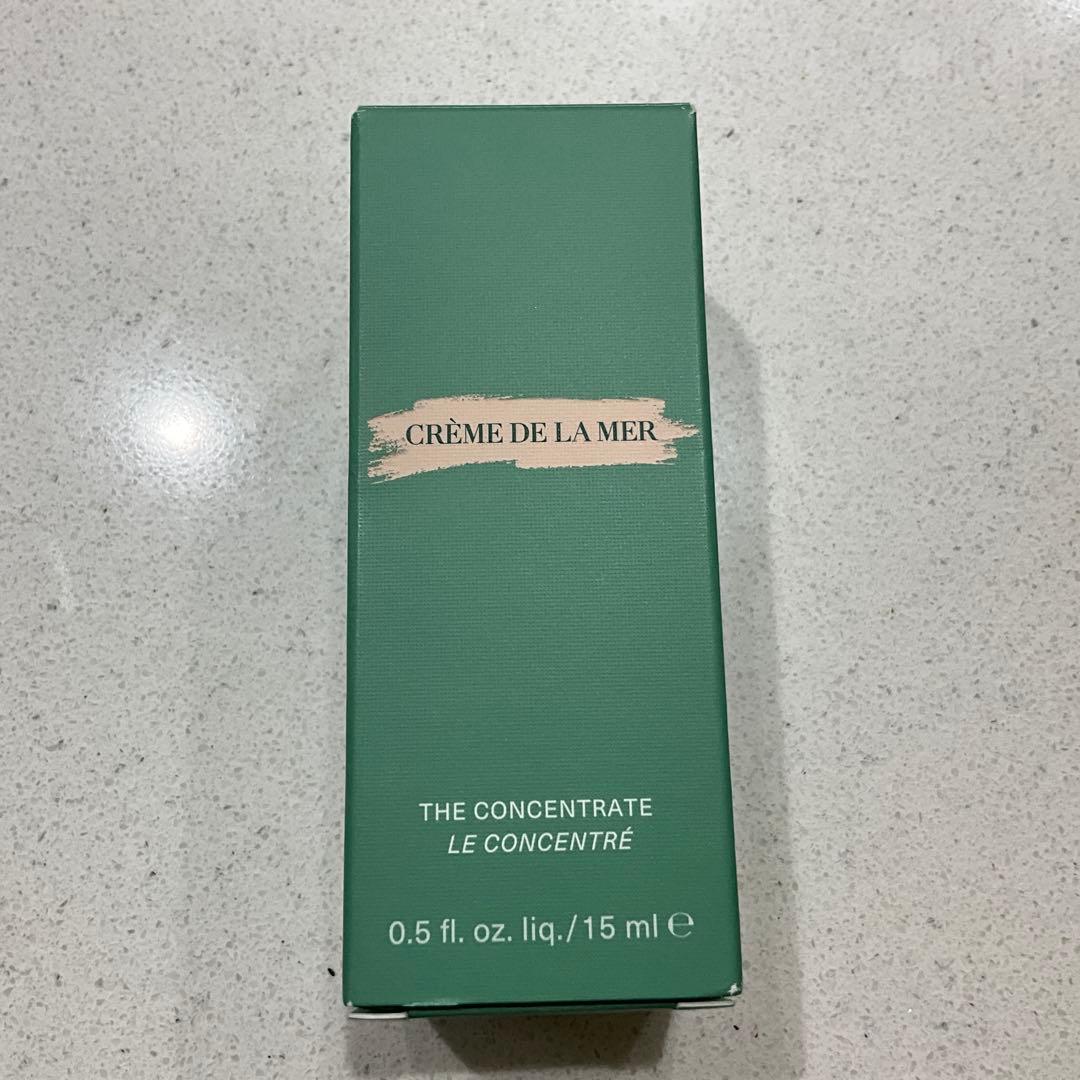 CRÈME DE LA MER
THE CONCENTRATE
LE CONCENTRÉ
0.5 fl. oz. liq./15 ml ℮